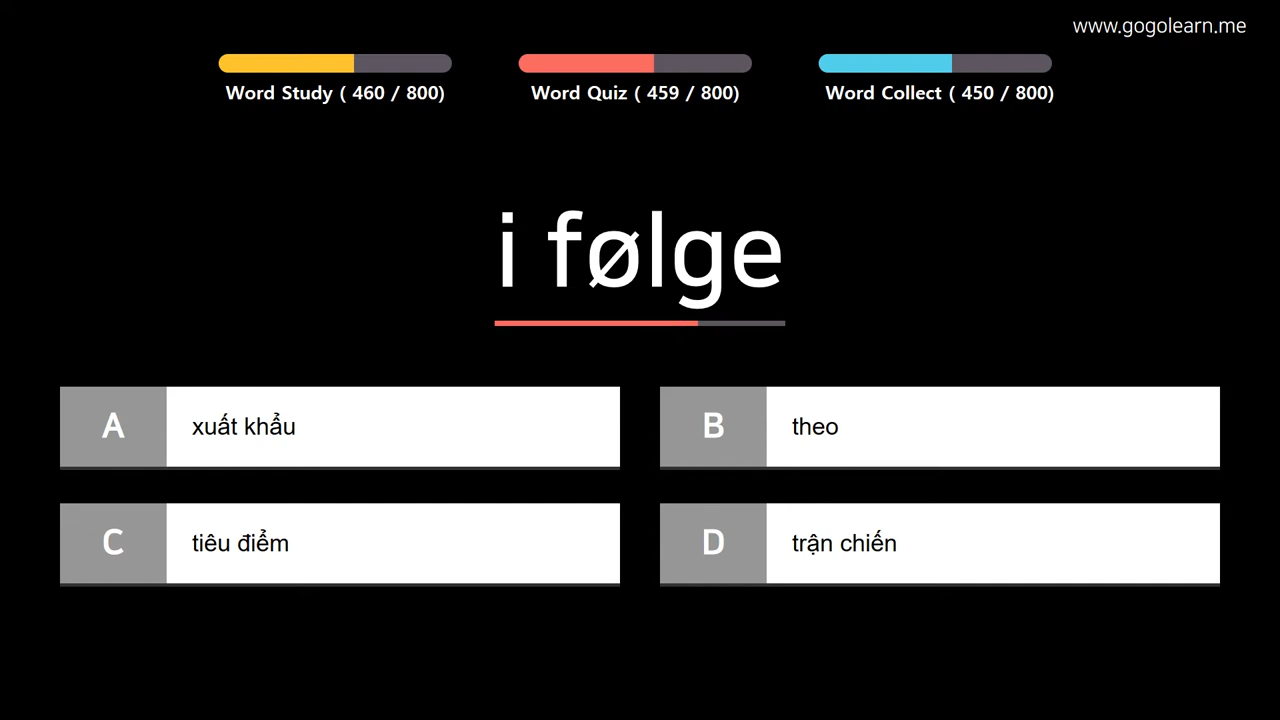 www.gogolearn.me
Word Study ( 460 / 800)
Word Quiz ( 459 / 800)
Word Collect ( 450 / 800)
i følge
A xuất khẩu
B theo
C tiêu điểm
D trận chiến